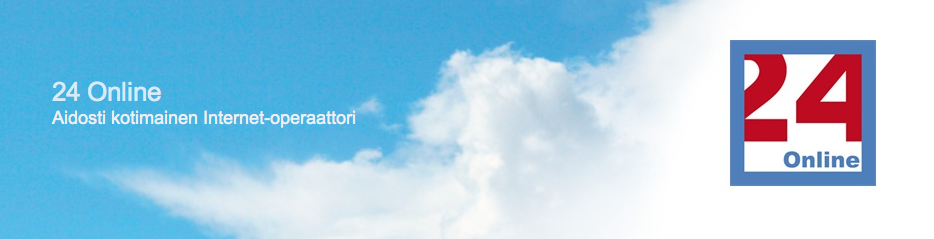 24 Online
Aidosti kotimainen Internet-operaattori
24
Online